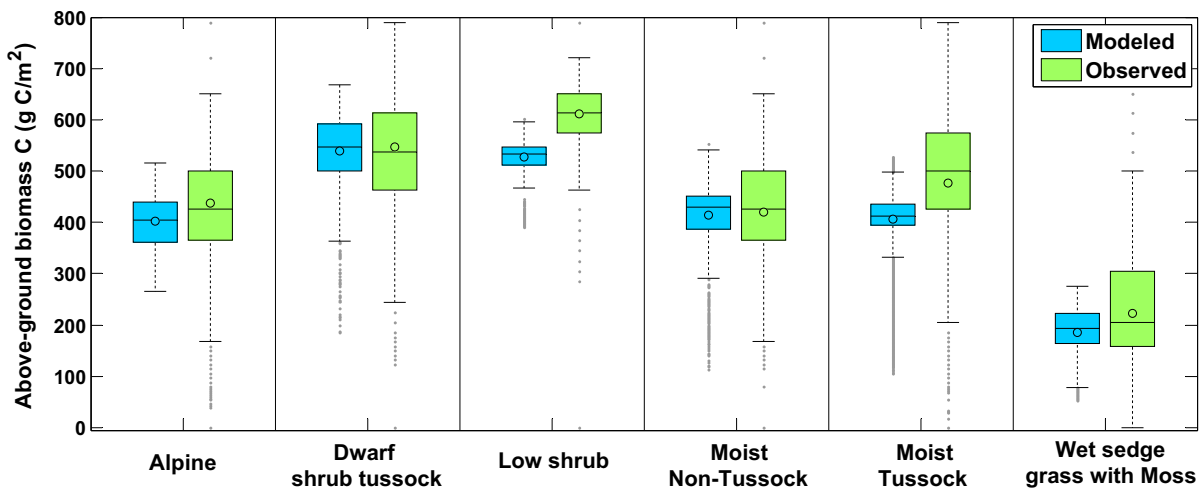 Above-ground biomass C (g C/m²)
800
700
600
500
400
300
200
100
0
Modeled
Observed
Alpine
Dwarf
shrub tussock
Low shrub
Moist
Non-Tussock
Moist
Tussock
Wet sedge
grass with Moss